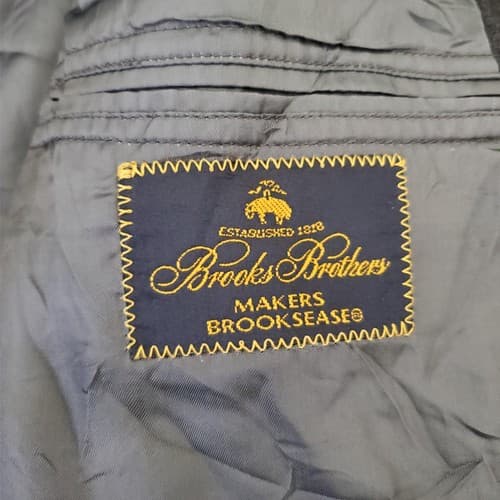 ESTABLISHED 1818
Brooks Brothers
MAKERS
BROOKSEASE®